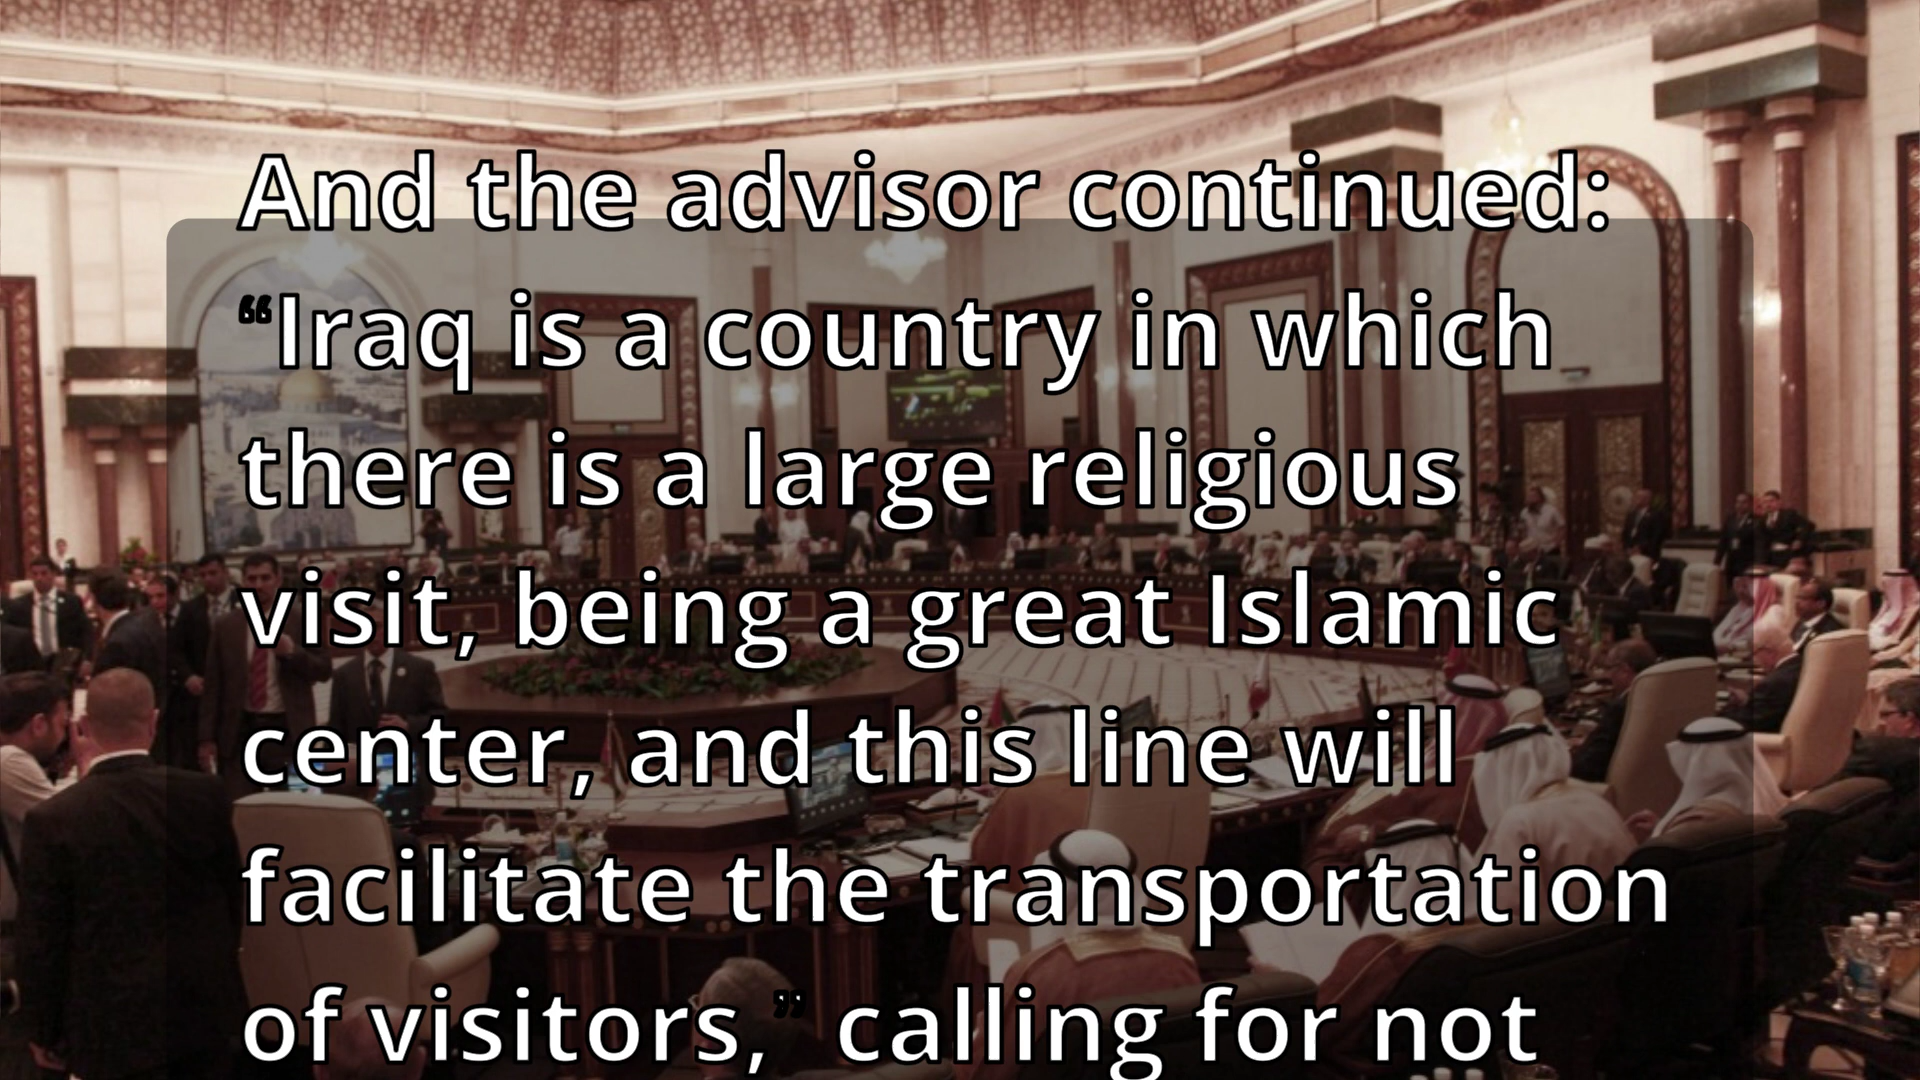 And the advisor continued:
“Iraq is a country in which
there is a large religious
visit, being a great Islamic
center, and this line will
facilitate the transportation
of visitors,” calling for not